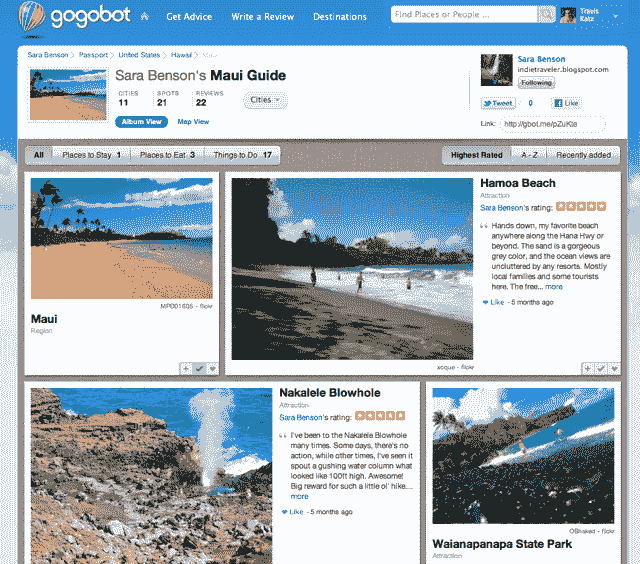 gogobot
Get Advice
Write a Review
Destinations
Find Places or People ...
Travis
Katz
Sara Benson > Passport > United States > Hawaii > Maui
Sara Benson's Maui Guide
CITIES SPOTS REVIEWS
11 21 22
Cities
Album View Map View
Sara Benson
indietraveler.blogspot.com
Following
Tweet 0 Like
Link:
All Places to Stay 1 Places to Eat 3 Things to Do 17
Highest Rated A - Z Recently added
MPD01605 - flickr
Maui
Region
xoque - flickr
Hamoa Beach
Attraction
Sara Benson's rating:
Hands down, my favorite beach
anywhere along the Hana Hwy or
beyond. The sand is a gorgeous
grey color, and the ocean views are
uncluttered by any resorts. Mostly
local families and some tourists
here. The free... more
Like - 5 months ago
Nakalele Blowhole
Attraction
Sara Benson's rating:
“ I've been to the Nakalele Blowhole
many times. Some days, there's no
action, while other times, I've seen it
spout a gushing water column what
looked like 100ft high. Awesome!
Big reward for such a little ol' hike....
more
Like - 5 months ago
OBhaked - flickr
Waianapanapa State Park
Attraction